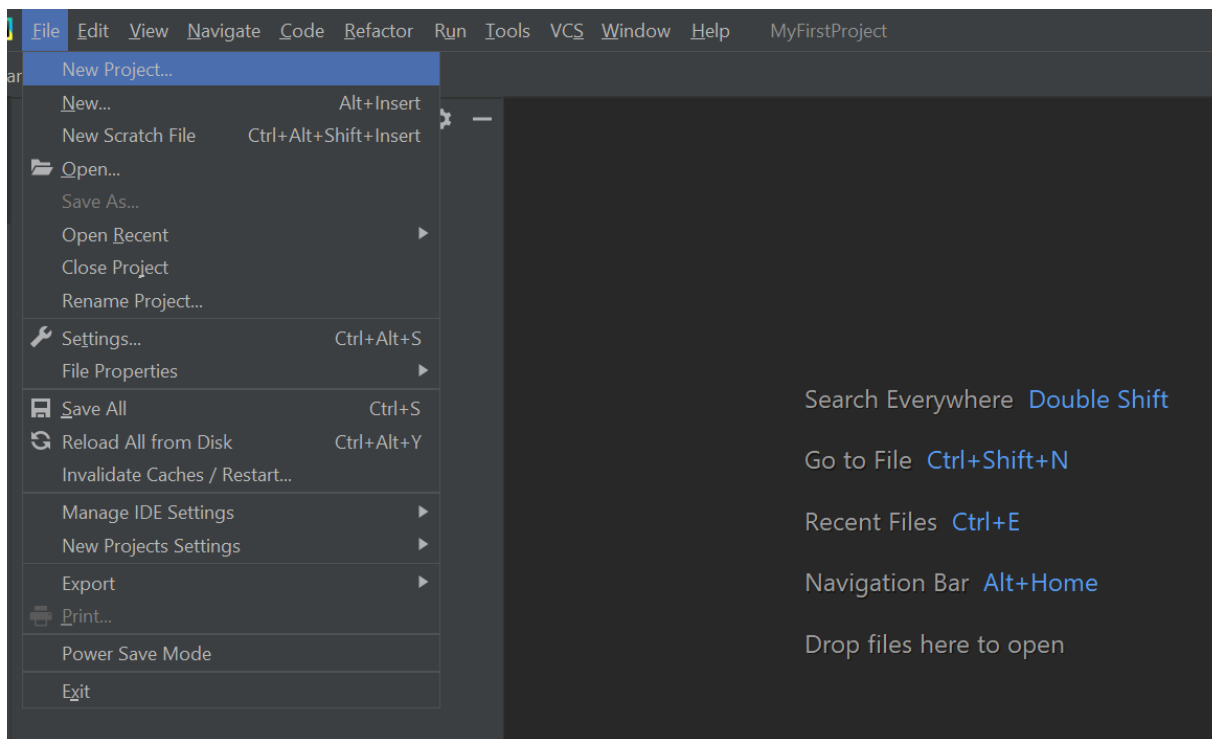 File Edit View Navigate Code Refactor Run Tools VCS Window Help MyFirstProject
New Project...
New... Alt+Insert
New Scratch File Ctrl+Alt+Shift+Insert
Open...
Save As...
Open Recent
Close Project
Rename Project...
Settings... Ctrl+Alt+S
File Properties
Save All Ctrl+S
Reload All from Disk Ctrl+Alt+Y
Invalidate Caches / Restart...
Manage IDE Settings
New Projects Settings
Export
Print...
Power Save Mode
Exit
Search Everywhere Double Shift
Go to File Ctrl+Shift+N
Recent Files Ctrl+E
Navigation Bar Alt+Home
Drop files here to open